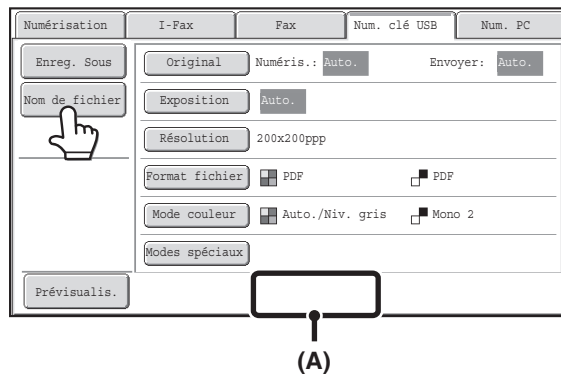 Numérisation I-Fax Fax Num. clé USB Num. PC
Enreg. Sous Original Numéris.: Auto. Envoyer: Auto.
Nom de fichier Exposition Auto.
Résolution 200x200ppp
Format fichier PDF PDF
Mode couleur Auto./Niv. gris Mono 2
Modes spéciaux
Prévisualis.
(A)